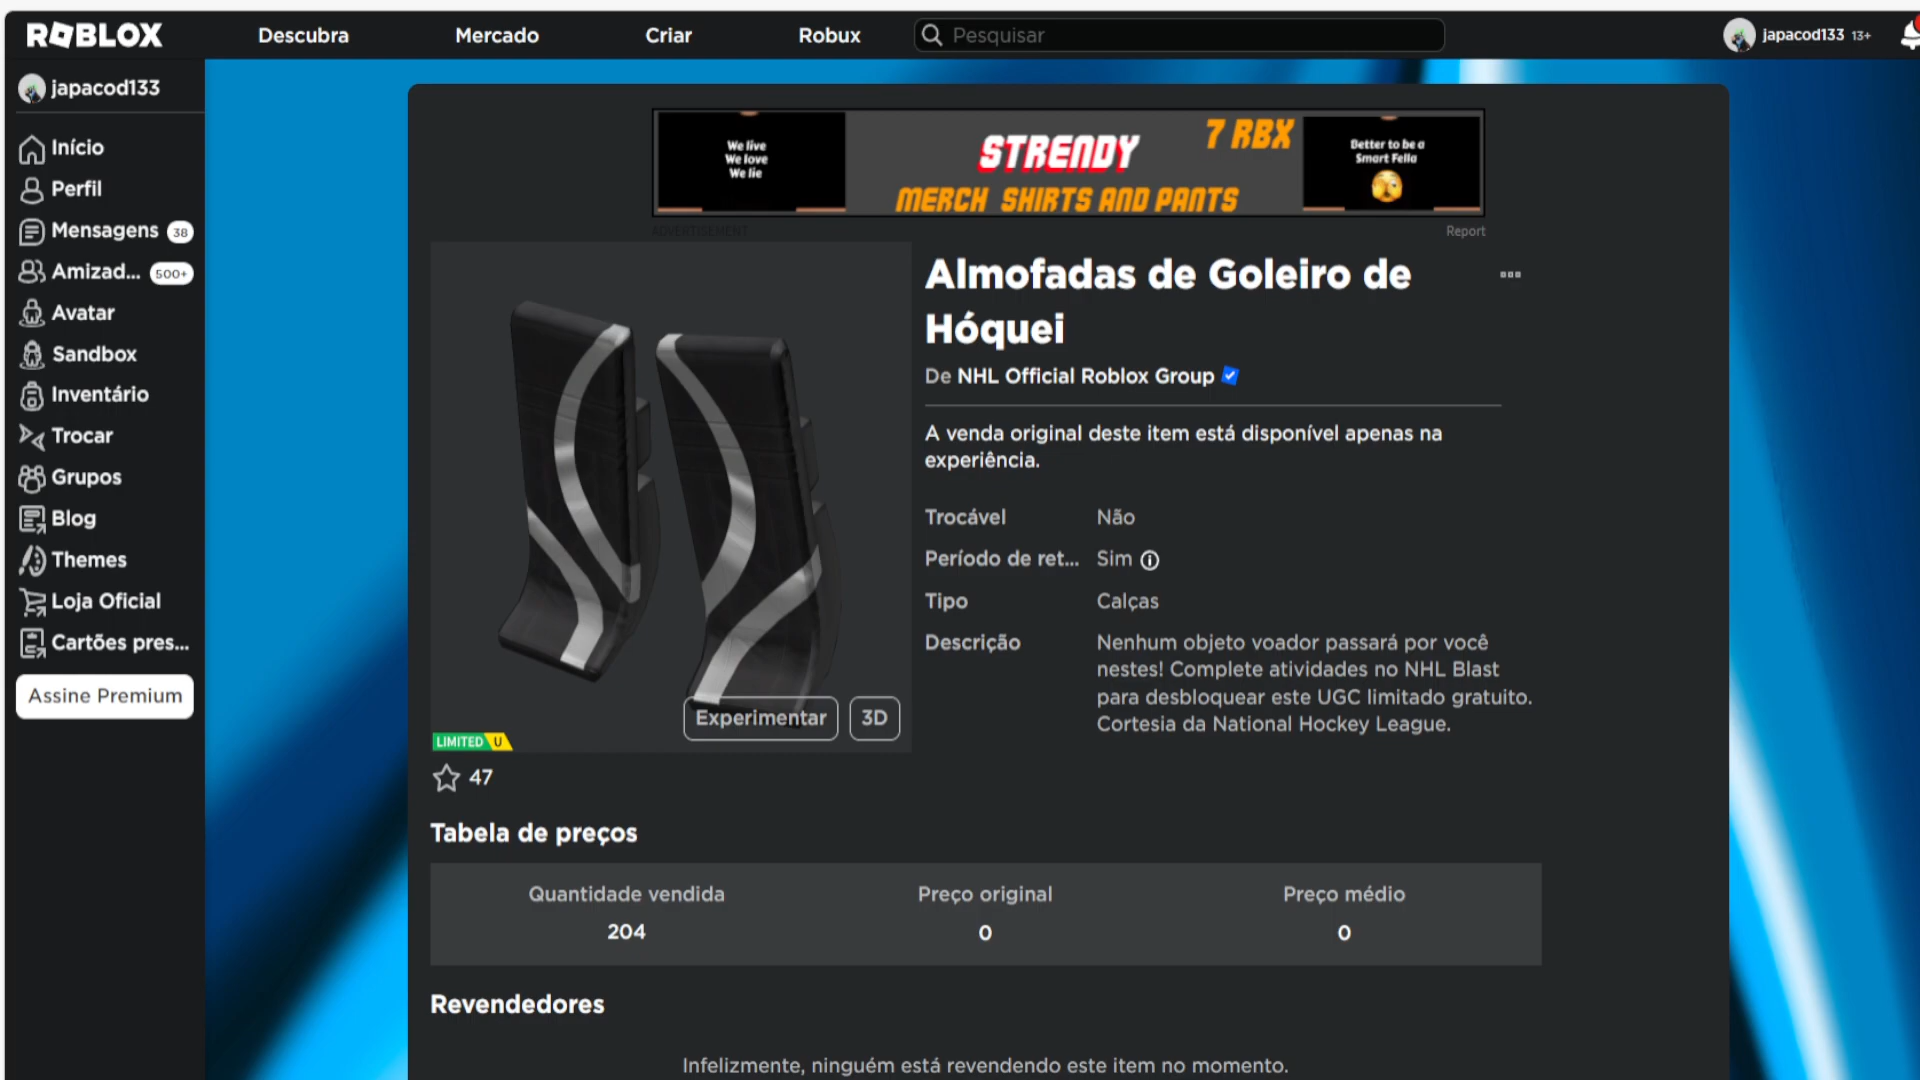 ROBLOX
Descubra
Mercado
Criar
Robux
Pesquisar
japacod133 13+
japacod133
Início
Perfil
Mensagens 38
Amizad... 500+
Avatar
Sandbox
Inventário
Trocar
Grupos
Blog
Themes
Loja Oficial
Cartões pres...
Assine Premium
We live
We love
We lie
STRENDY
7 RBX
MERCH SHIRTS AND PANTS
Better to be a
Smart Fella
ADVERTISEMENT
Report
Almofadas de Goleiro de
Hóquei
De NHL Official Roblox Group
A venda original deste item está disponível apenas na
experiência.
Trocável Não
Período de ret... Sim
Tipo Calças
Descrição Nenhum objeto voador passará por você
nestes! Complete atividades no NHL Blast
para desbloquear este UGC limitado gratuito.
Cortesia da National Hockey League.
Experimentar
3D
LIMITED U
47
Tabela de preços
Quantidade vendida Preço original Preço médio
204 0 0
Revendedores
Infelizmente, ninguém está revendendo este item no momento.